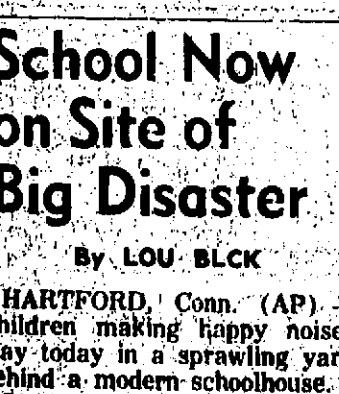 School Now
on Site of
Big Disaster
By LOU BLCK
HARTFORD, Conn. (AP) -
hildren making happy noise
ay today in a sprawling yar
ehind a modern schoolhouse.